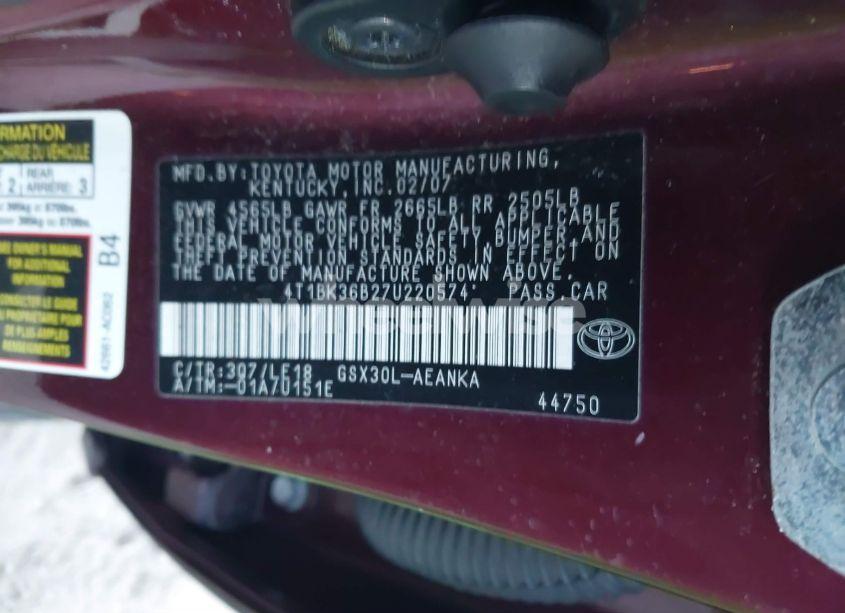 RMATION
CHARGE DU VÉHICULE
2
REAR
ARRIÈRE
3
OWNER'S MANUAL
FOR ADDITIONAL
INFORMATION
LE GUIDE
PROPRIÉTAIRE POUR
DE PLUS AMPLES
RENSEIGNEMENTS
B4
MFD.BY:TOYOTA MOTOR MANUFACTURING,
KENTUCKY, INC.02/07
GVWR 4565LB GAWR FR 2665LB RR 2505LB
THIS VEHICLE CONFORMS TO ALL APPLICABLE
FEDERAL MOTOR VEHICLE SAFETY, BUMPER, AND
THEFT PREVENTION STANDARDS IN EFFECT ON
THE DATE OF MANUFACTURE SHOWN ABOVE.
4T1BK36B27U220574 PASS.CAR
wheelwise
C/TR:3Q7/LE18 GSX30L-AEANKA
A/TM:-01A/U151E
44750